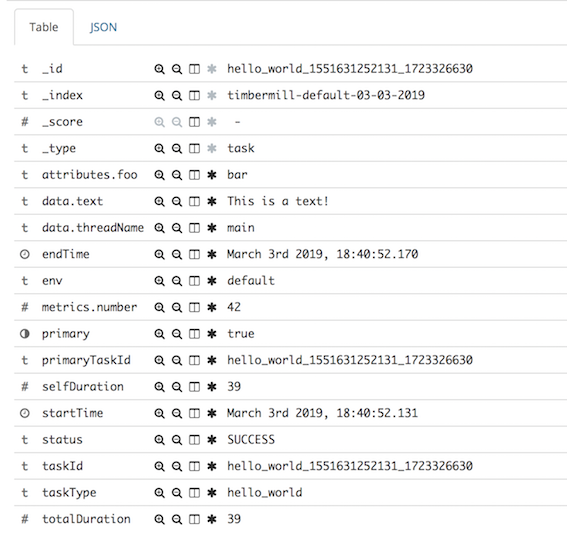 Table JSON
t _id hello_world_1551631252131_1723326630
t _index timbermill-default-03-03-2019
# _score -
t _type task
t attributes.foo bar
t data.text This is a text!
t data.threadName main
endTime March 3rd 2019, 18:40:52.170
t env default
# metrics.number 42
primary true
t primaryTaskId hello_world_1551631252131_1723326630
# selfDuration 39
startTime March 3rd 2019, 18:40:52.131
t status SUCCESS
t taskId hello_world_1551631252131_1723326630
t taskType hello_world
# totalDuration 39